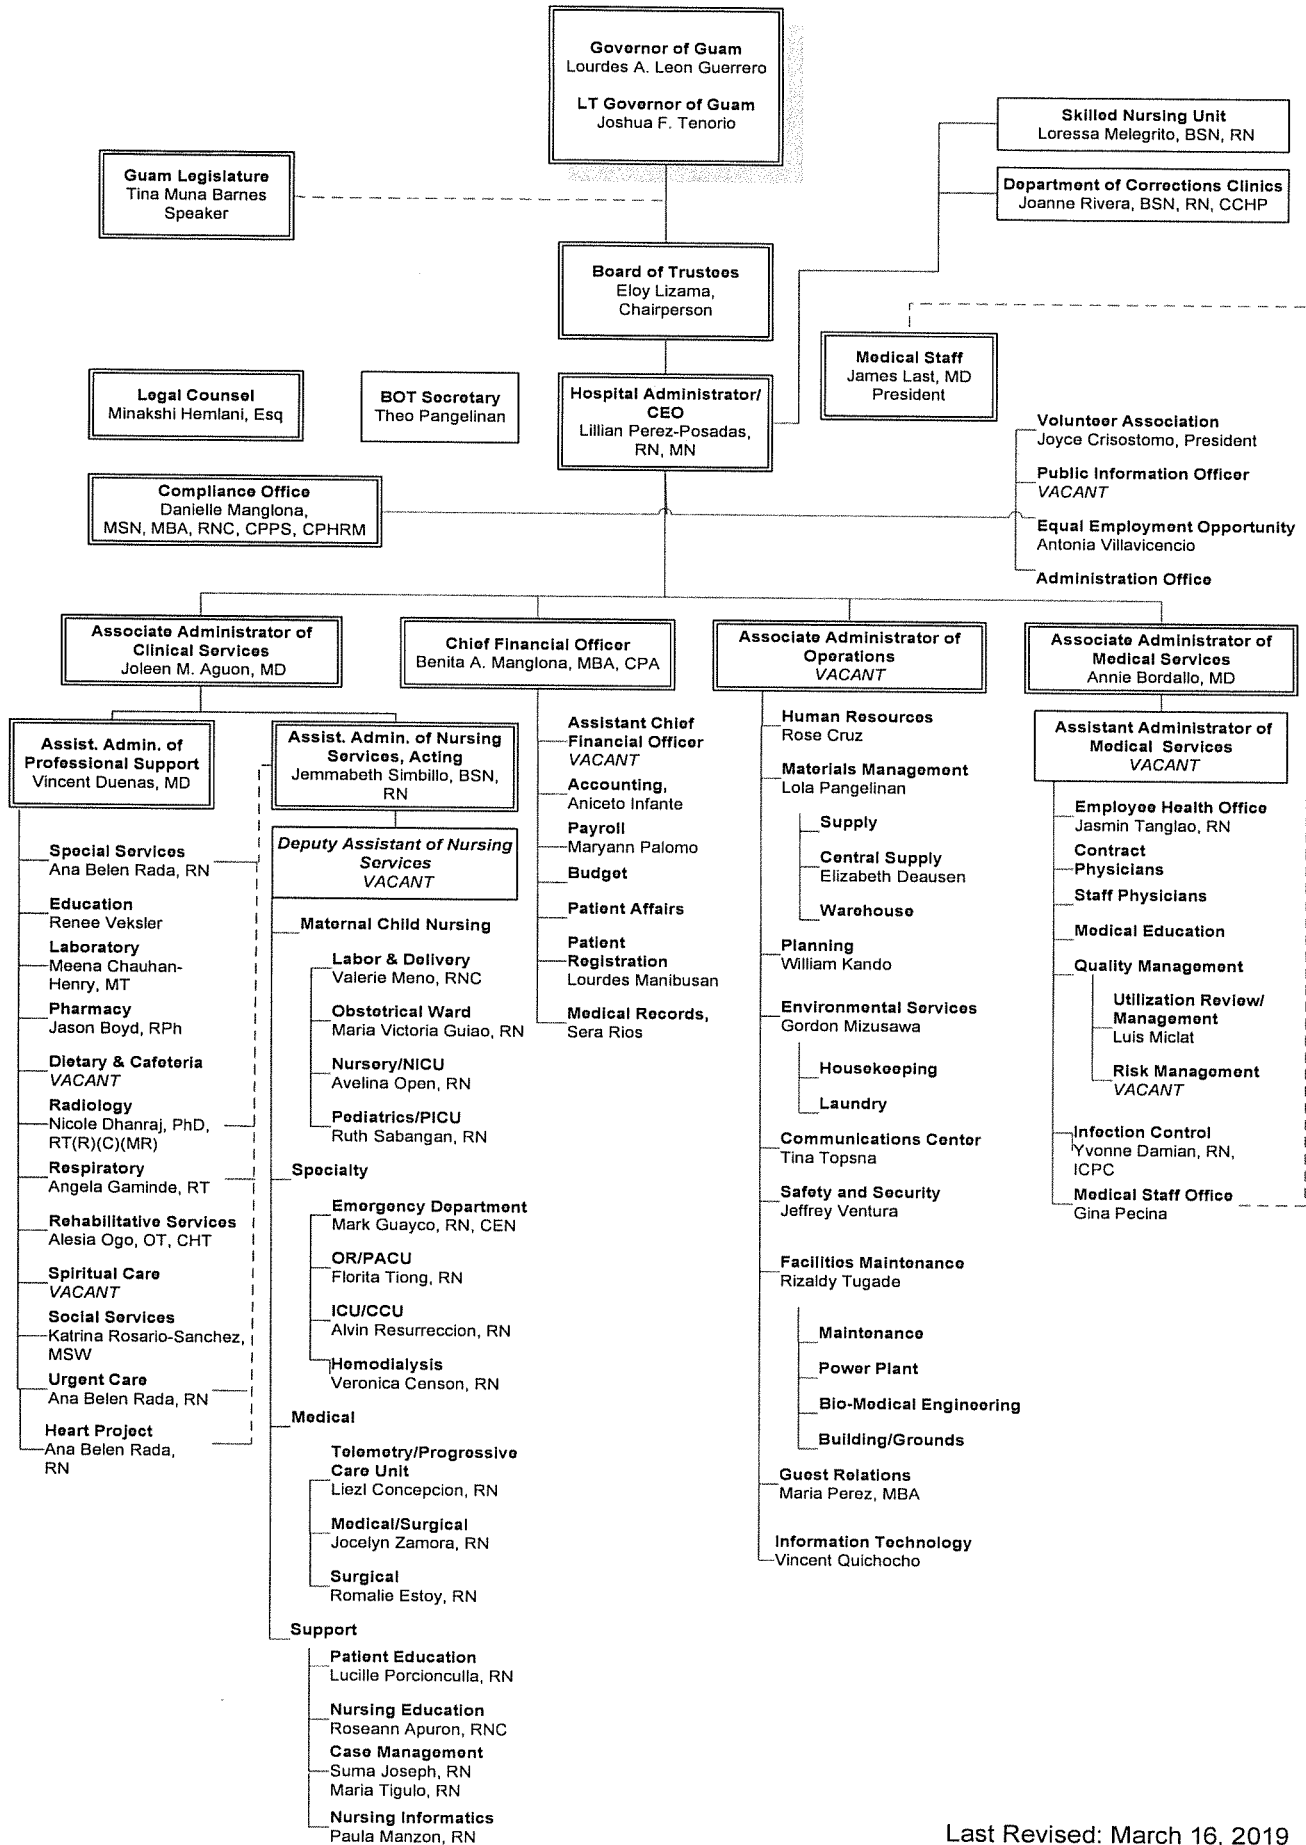 Governor of Guam
Lourdes A. Leon Guerrero
LT Governor of Guam
Joshua F. Tenorio
Skilled Nursing Unit
Loressa Melegrito, BSN, RN
Department of Corrections Clinics
Joanne Rivera, BSN, RN, CCHP
Guam Legislature
Tina Muna Barnes
Speaker
Board of Trustees
Eloy Lizama,
Chairperson
Medical Staff
James Last, MD
President
Legal Counsel
Minakshi Hemlani, Esq
BOT Secretary
Theo Pangelinan
Hospital Administrator/
CEO
Lillian Perez-Posadas,
RN, MN
Volunteer Association
Joyce Crisostomo, President
Public Information Officer
VACANT
Equal Employment Opportunity
Antonia Villavicencio
Administration Office
Compliance Office
Danielle Manglona,
MSN, MBA, RNC, CPPS, CPHRM
Associate Administrator of
Clinical Services
Joleen M. Aguon, MD
Chief Financial Officer
Benita A. Manglona, MBA, CPA
Associate Administrator of
Operations
VACANT
Associate Administrator of
Medical Services
Annie Bordallo, MD
Assist. Admin. of
Professional Support
Vincent Duenas, MD
Special Services
Ana Belen Rada, RN
Education
Renee Veksler
Laboratory
Meena Chauhan-
Henry, MT
Pharmacy
Jason Boyd, RPh
Dietary & Cafeteria
VACANT
Radiology
Nicole Dhanraj, PhD,
RT(R)(C)(MR)
Respiratory
Angela Gaminde, RT
Rehabilitative Services
Alesia Ogo, OT, CHT
Spiritual Care
VACANT
Social Services
Katrina Rosario-Sanchez,
MSW
Urgent Care
Ana Belen Rada, RN
Heart Project
Ana Belen Rada,
RN
Assist. Admin. of Nursing
Services, Acting
Jemmabeth Simbillo, BSN,
RN
Deputy Assistant of Nursing
Services
VACANT
Maternal Child Nursing
Labor & Delivery
Valerie Meno, RNC
Obstetrical Ward
Maria Victoria Guiao, RN
Nursery/NICU
Avelina Open, RN
Pediatrics/PICU
Ruth Sabangan, RN
Specialty
Emergency Department
Mark Guayco, RN, CEN
OR/PACU
Florita Tiong, RN
ICU/CCU
Alvin Resurreccion, RN
Hemodialysis
Veronica Censon, RN
Medical
Telemetry/Progressive
Care Unit
Liezl Concepcion, RN
Medical/Surgical
Jocelyn Zamora, RN
Surgical
Romalie Estoy, RN
Support
Patient Education
Lucille Porcionculla, RN
Nursing Education
Roseann Apuron, RNC
Case Management
Suma Joseph, RN
Maria Tigulo, RN
Nursing Informatics
Paula Manzon, RN
Assistant Chief
Financial Officer
VACANT
Accounting,
Aniceto Infante
Payroll
Maryann Palomo
Budget
Patient Affairs
Patient
Registration
Lourdes Manibusan
Medical Records,
Sera Rios
Human Resources
Rose Cruz
Materials Management
Lola Pangelinan
Supply
Central Supply
Elizabeth Deausen
Warehouse
Planning
William Kando
Environmental Services
Gordon Mizusawa
Housekeeping
Laundry
Communications Center
Tina Topsna
Safety and Security
Jeffrey Ventura
Facilities Maintenance
Rizaldy Tugade
Maintenance
Power Plant
Bio-Medical Engineering
Building/Grounds
Guest Relations
Maria Perez, MBA
Information Technology
Vincent Quichocho
Assistant Administrator of
Medical Services
VACANT
Employee Health Office
Jasmin Tanglao, RN
Contract
Physicians
Staff Physicians
Medical Education
Quality Management
Utilization Review/
Management
Luis Miclat
Risk Management
VACANT
Infection Control
Yvonne Damian, RN,
ICPC
Medical Staff Office
Gina Pecina
Last Revised: March 16, 2019